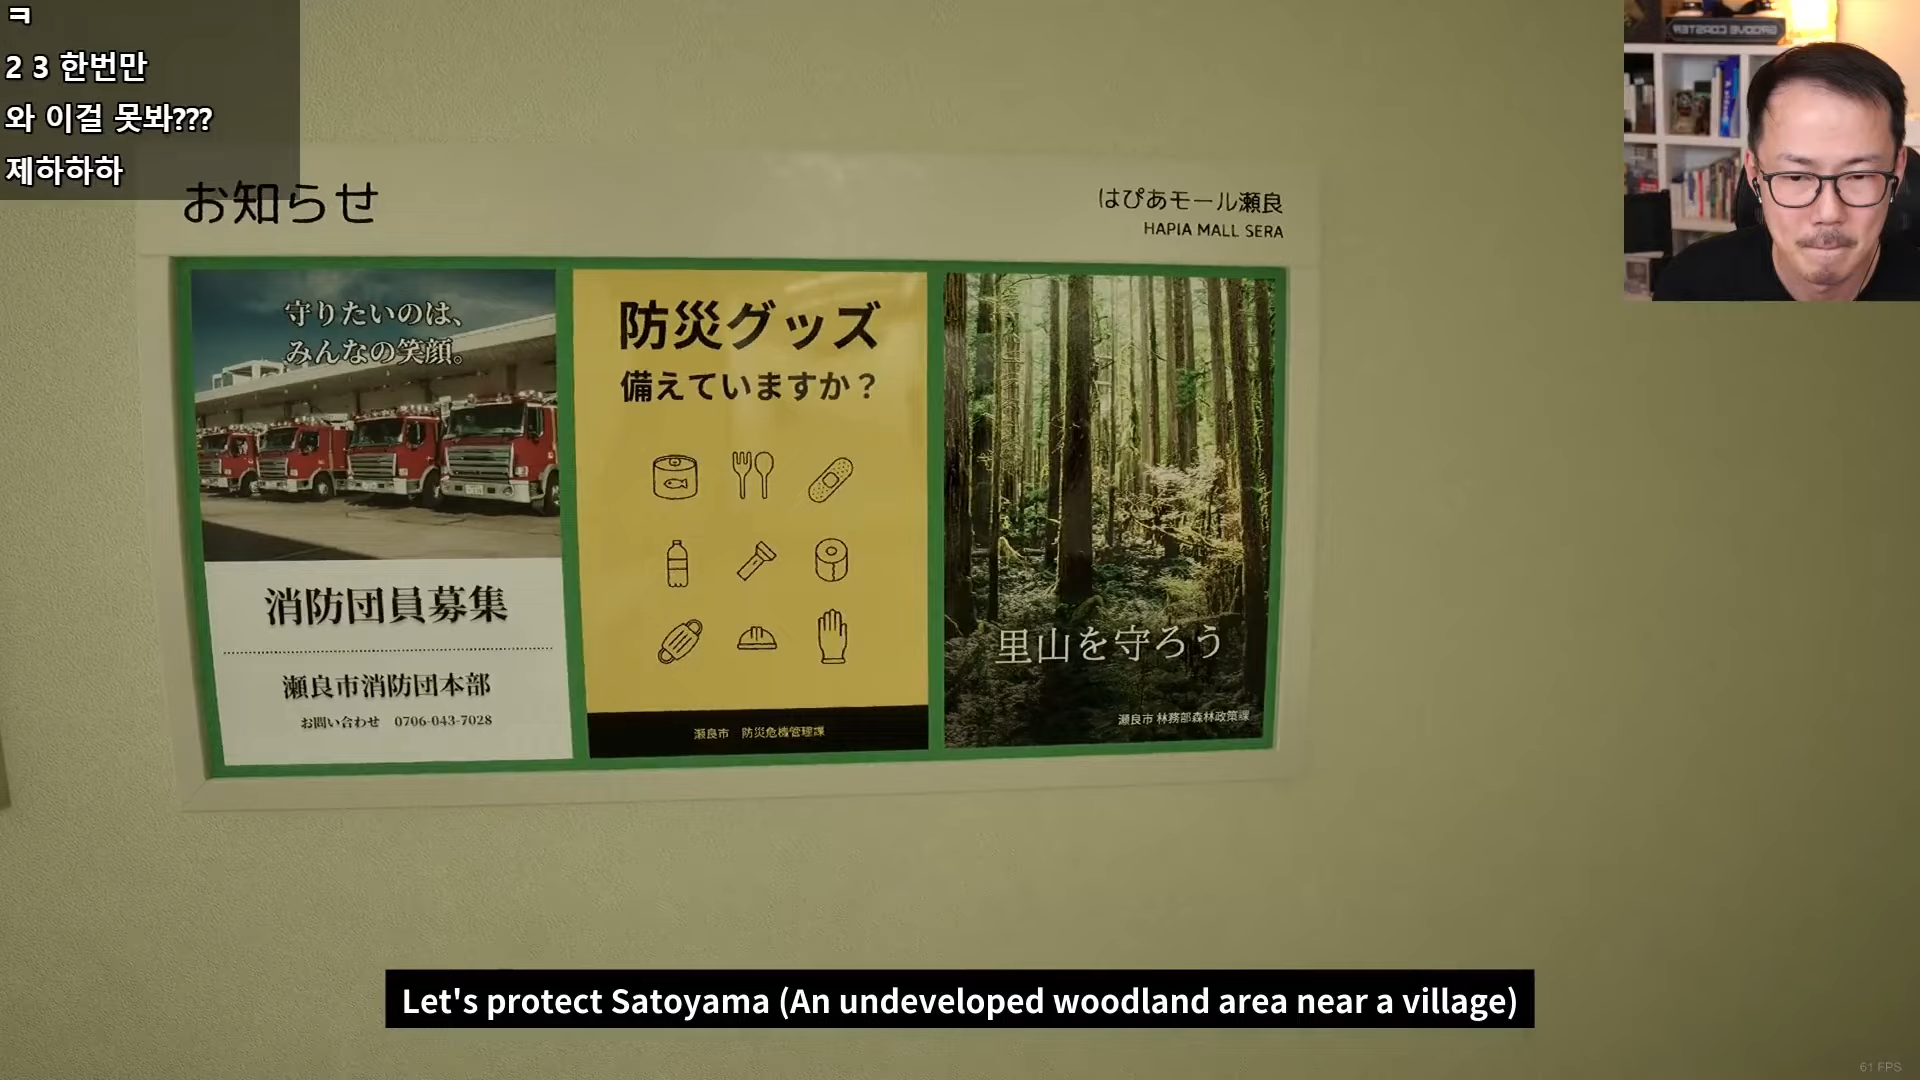 ㅋ
2 3 한번만
와 이걸 못봐???
제하하하
お知らせ
はぴあモール瀬良
HAPIA MALL SERA
守りたいのは、
みんなの笑顔。
消防団員募集
瀬良市消防団本部
お問い合わせ 0706-043-7028
防災グッズ
備えていますか？
瀬良市 防災危機管理課
里山を守ろう
瀬良市 林務部森林政策課
Let's protect Satoyama (An undeveloped woodland area near a village)
61 FPS